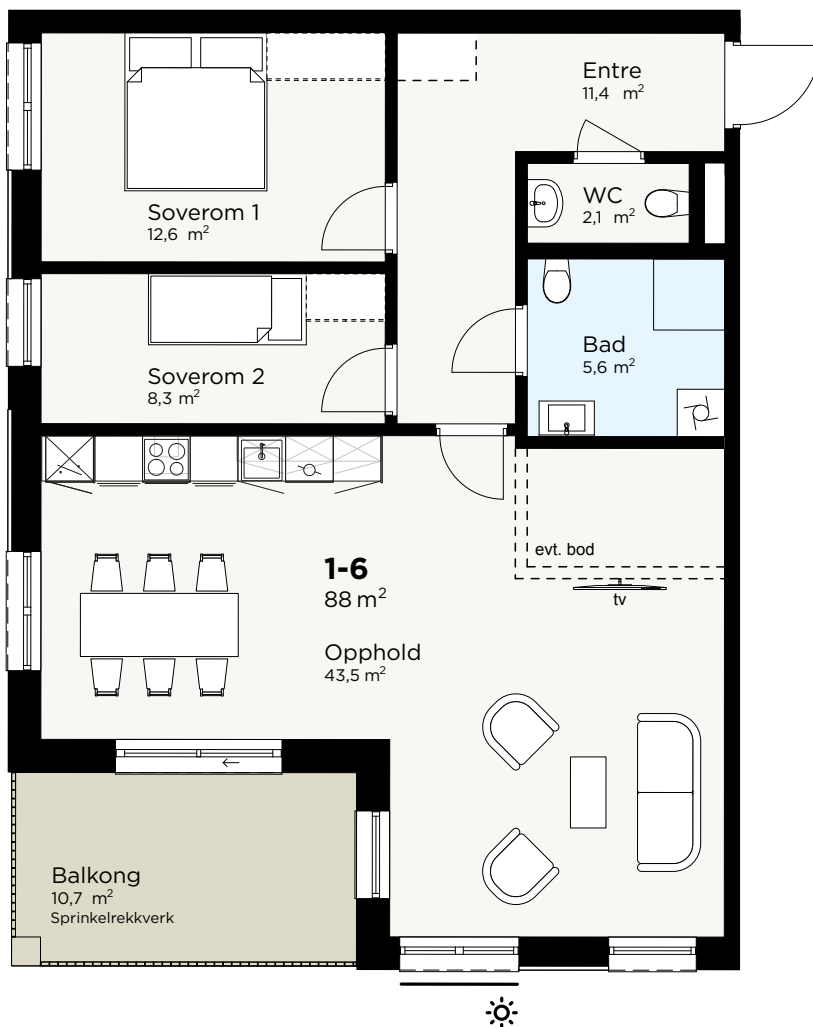 Entre
11,4 m²
WC
2,1 m²
Soverom 1
12,6 m²
Bad
5,6 m²
Soverom 2
8,3 m²
evt. bod
1-6
88 m²
tv
Opphold
43,5 m²
Balkong
10,7 m²
Sprinkelrekkverk